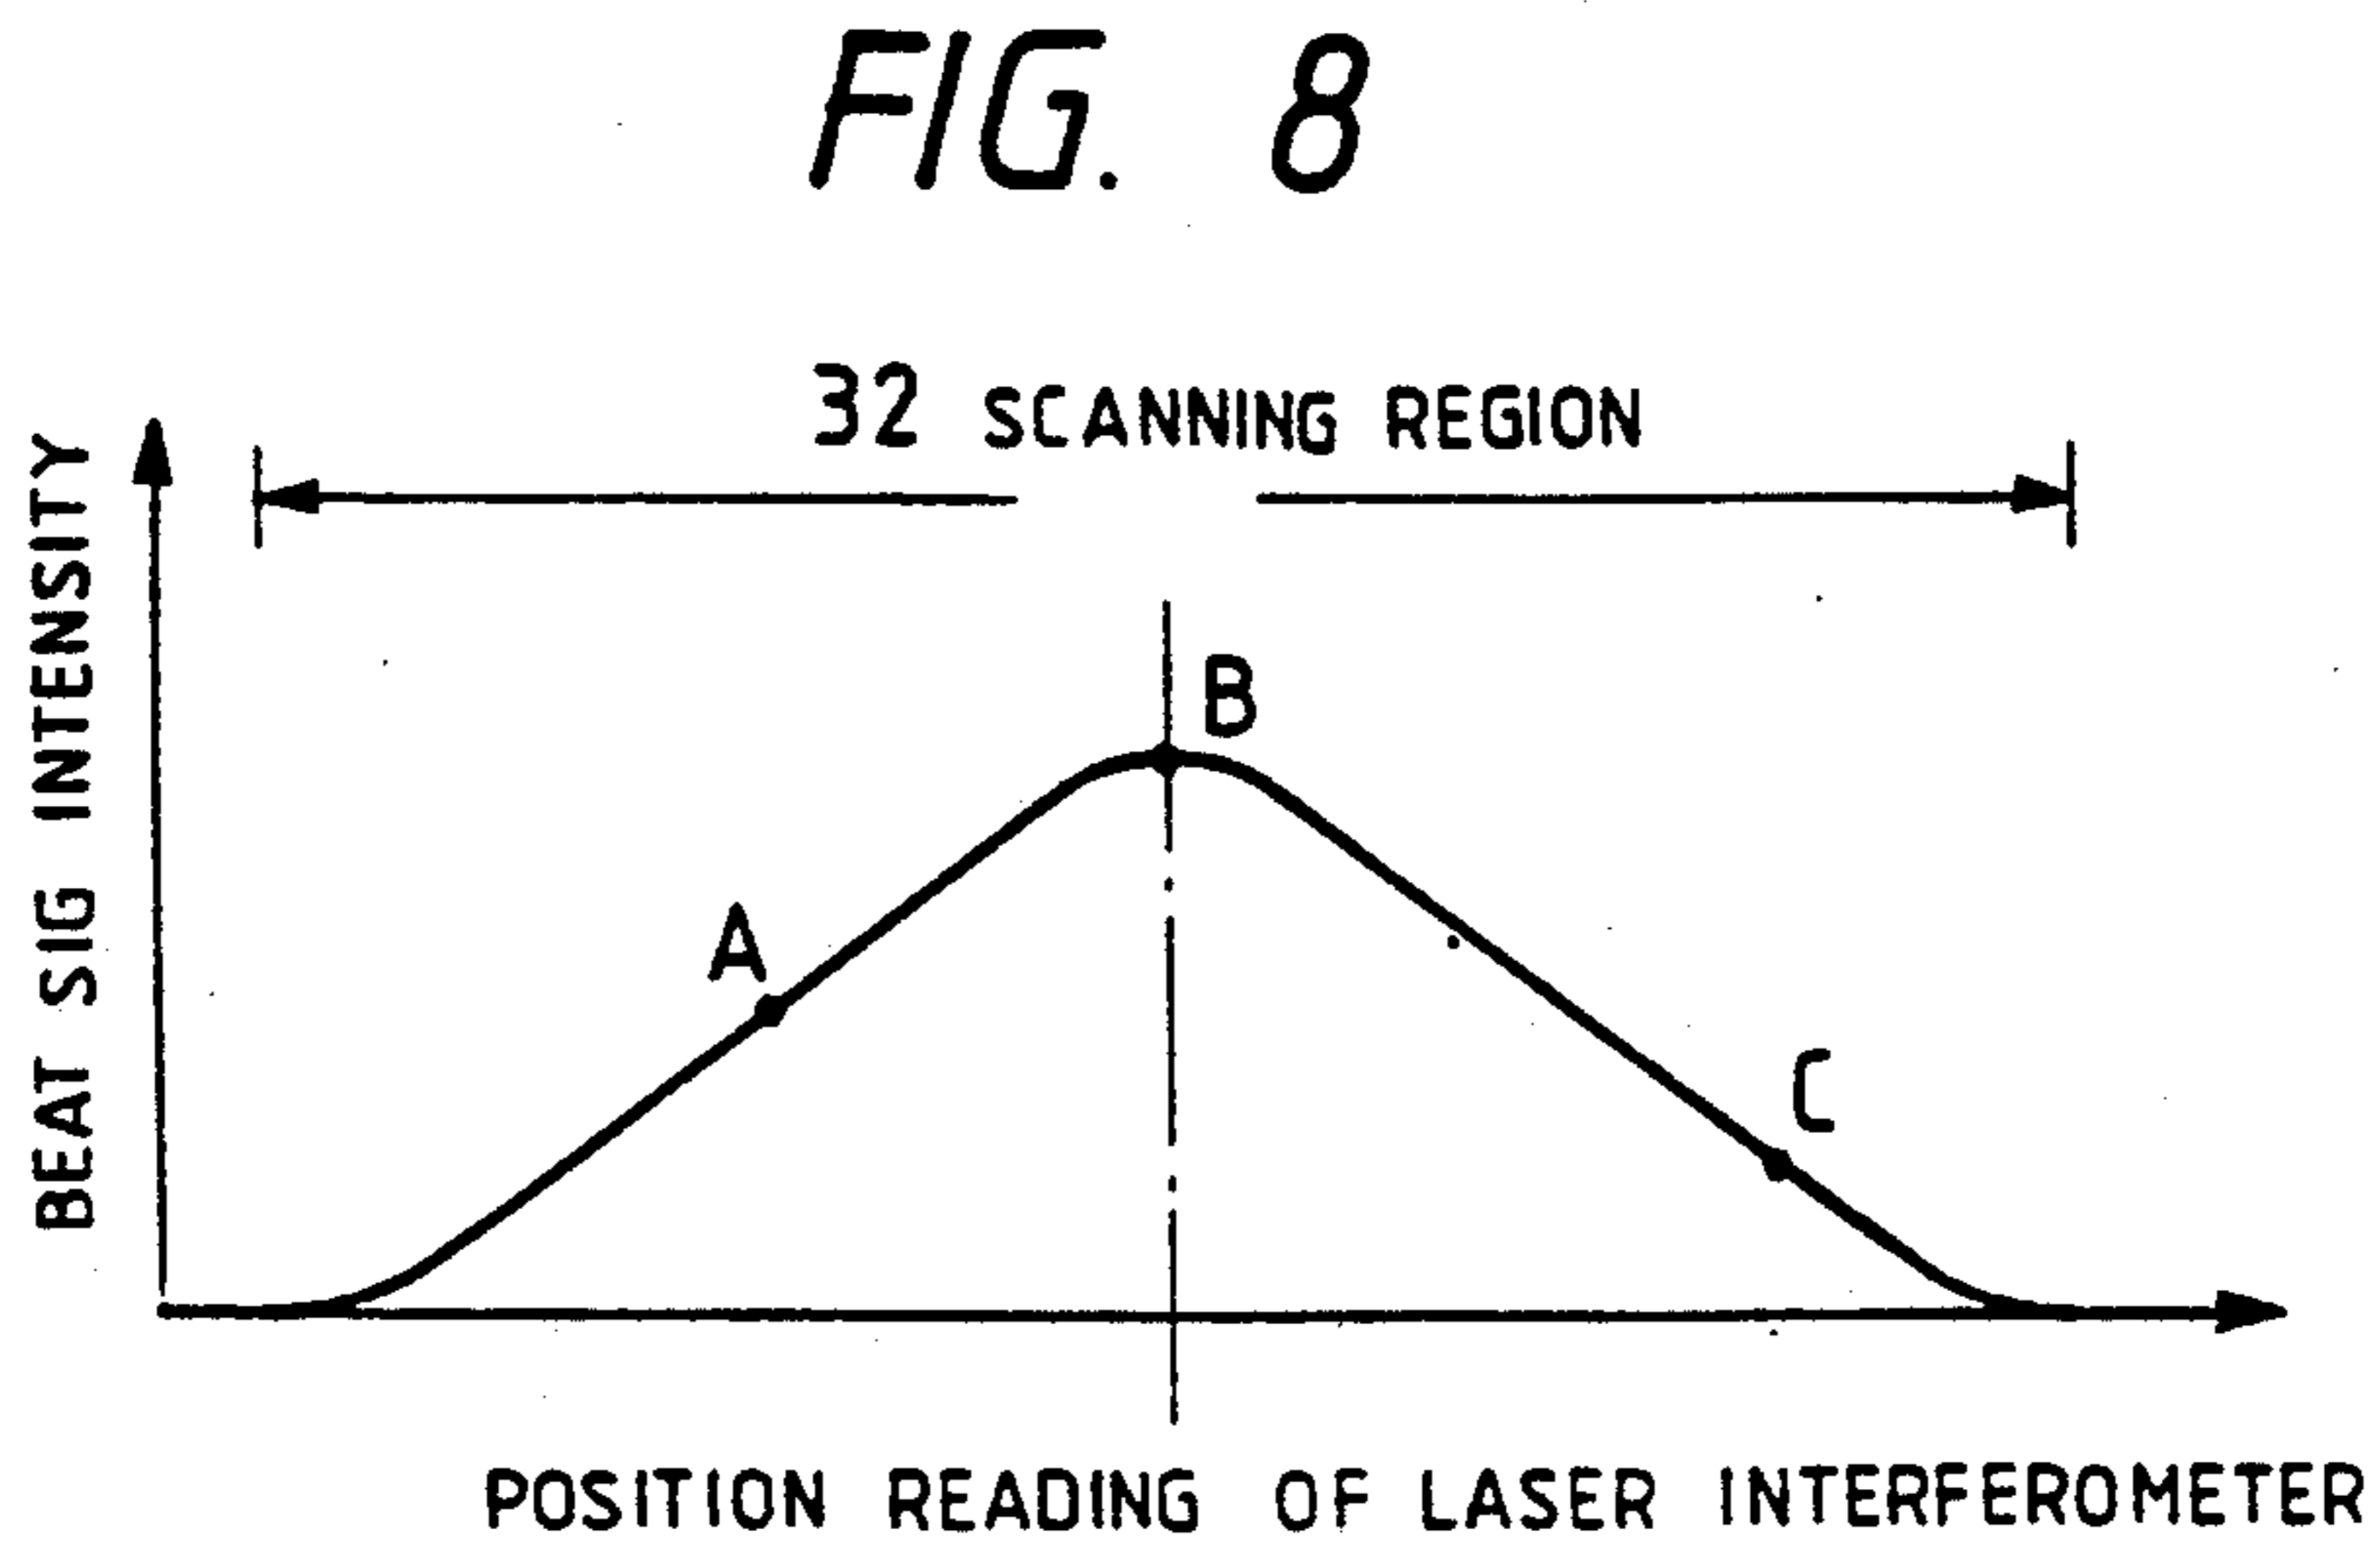 FIG. 8
32 SCANNING REGION
BEAT SIG INTENSITY
B
A
C
POSITION READING OF LASER INTERFEROMETER